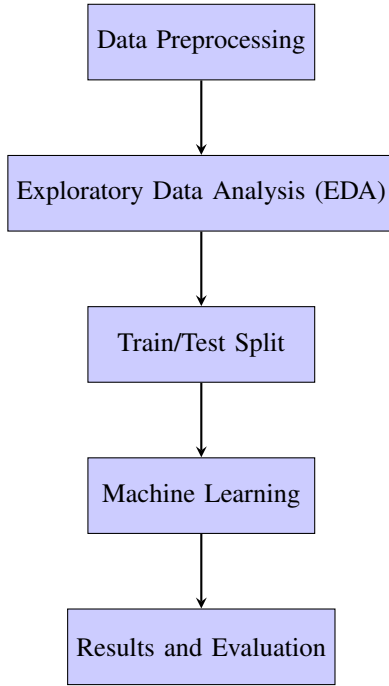 Data Preprocessing
Exploratory Data Analysis (EDA)
Train/Test Split
Machine Learning
Results and Evaluation